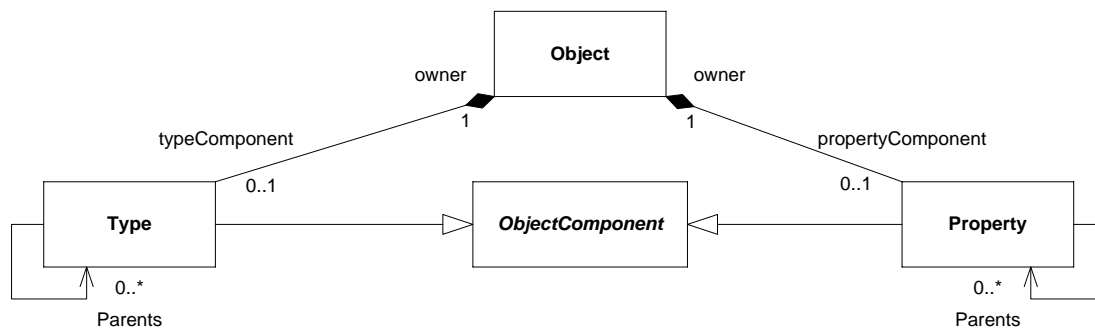 Object
owner
owner
1
1
typeComponent
propertyComponent
0..1
0..1
Type
ObjectComponent
Property
0..*
0..*
Parents
Parents